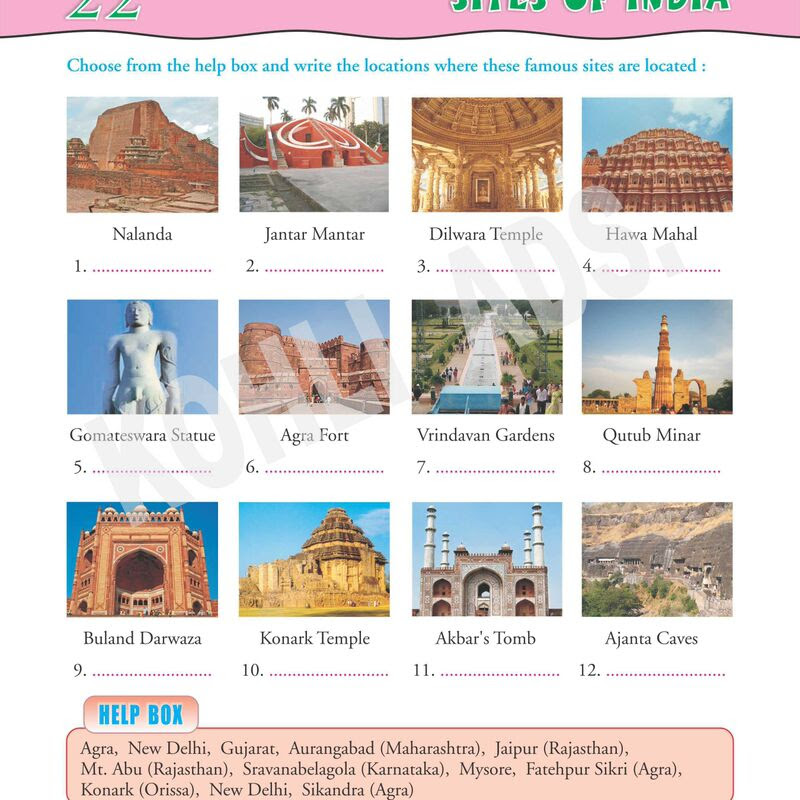 22
SITES OF INDIA
Choose from the help box and write the locations where these famous sites are located :
Nalanda Jantar Mantar Dilwara Temple Hawa Mahal
1. ........................... 2. ........................... 3. ........................... 4. ...........................
Gomateswara Statue Agra Fort Vrindavan Gardens Qutub Minar
5. ........................... 6. ........................... 7. ........................... 8. ...........................
Buland Darwaza Konark Temple Akbar's Tomb Ajanta Caves
9. ........................... 10. ........................... 11. ........................... 12. ...........................
HELP BOX
Agra, New Delhi, Gujarat, Aurangabad (Maharashtra), Jaipur (Rajasthan),
Mt. Abu (Rajasthan), Sravanabelagola (Karnataka), Mysore, Fatehpur Sikri (Agra),
Konark (Orissa), New Delhi, Sikandra (Agra)
KOHLI ADS.